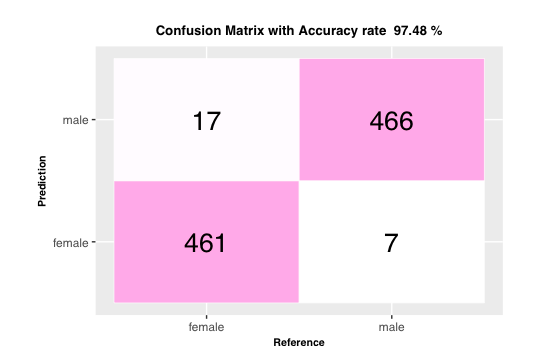 Confusion Matrix with Accuracy rate 97.48 %
male
17
466
Prediction
female
461
7
female
male
Reference